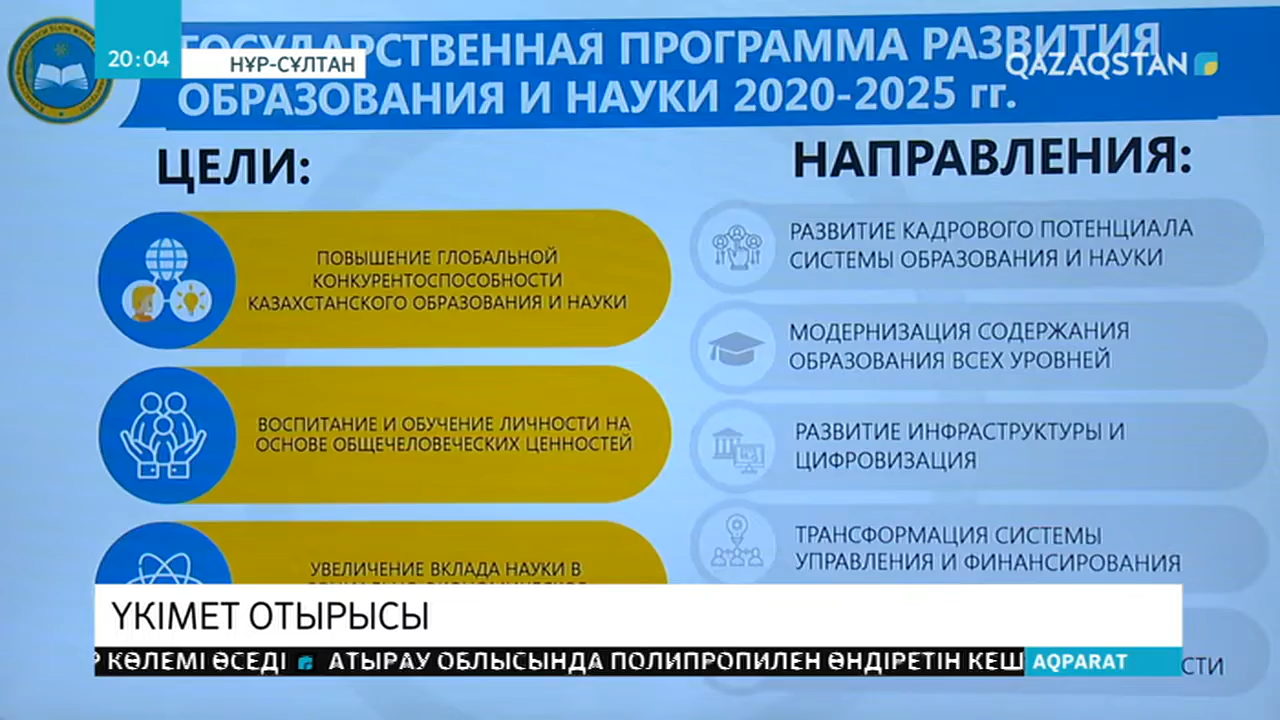 20:04
НҰР-СҰЛТАН
QAZAQSTAN
ГОСУДАРСТВЕННАЯ ПРОГРАММА РАЗВИТИЯ
ОБРАЗОВАНИЯ И НАУКИ 2020-2025 гг.
ЦЕЛИ:
ПОВЫШЕНИЕ ГЛОБАЛЬНОЙ
КОНКУРЕНТОСПОСОБНОСТИ
КАЗАХСТАНСКОГО ОБРАЗОВАНИЯ И НАУКИ
ВОСПИТАНИЕ И ОБУЧЕНИЕ ЛИЧНОСТИ НА
ОСНОВЕ ОБЩЕЧЕЛОВЕЧЕСКИХ ЦЕННОСТЕЙ
УВЕЛИЧЕНИЕ ВКЛАДА НАУКИ В
НАПРАВЛЕНИЯ:
РАЗВИТИЕ КАДРОВОГО ПОТЕНЦИАЛА
СИСТЕМЫ ОБРАЗОВАНИЯ И НАУКИ
МОДЕРНИЗАЦИЯ СОДЕРЖАНИЯ
ОБРАЗОВАНИЯ ВСЕХ УРОВНЕЙ
РАЗВИТИЕ ИНФРАСТРУКТУРЫ И
ЦИФРОВИЗАЦИЯ
ТРАНСФОРМАЦИЯ СИСТЕМЫ
УПРАВЛЕНИЯ И ФИНАНСИРОВАНИЯ
СТИ
ҮКІМЕТ ОТЫРЫСЫ
Р КӨЛЕМІ ӨСЕДІ АТЫРАУ ОБЛЫСЫНДА ПОЛИПРОПИЛЕН ӨНДІРЕТІН КЕШ
AQPARAT